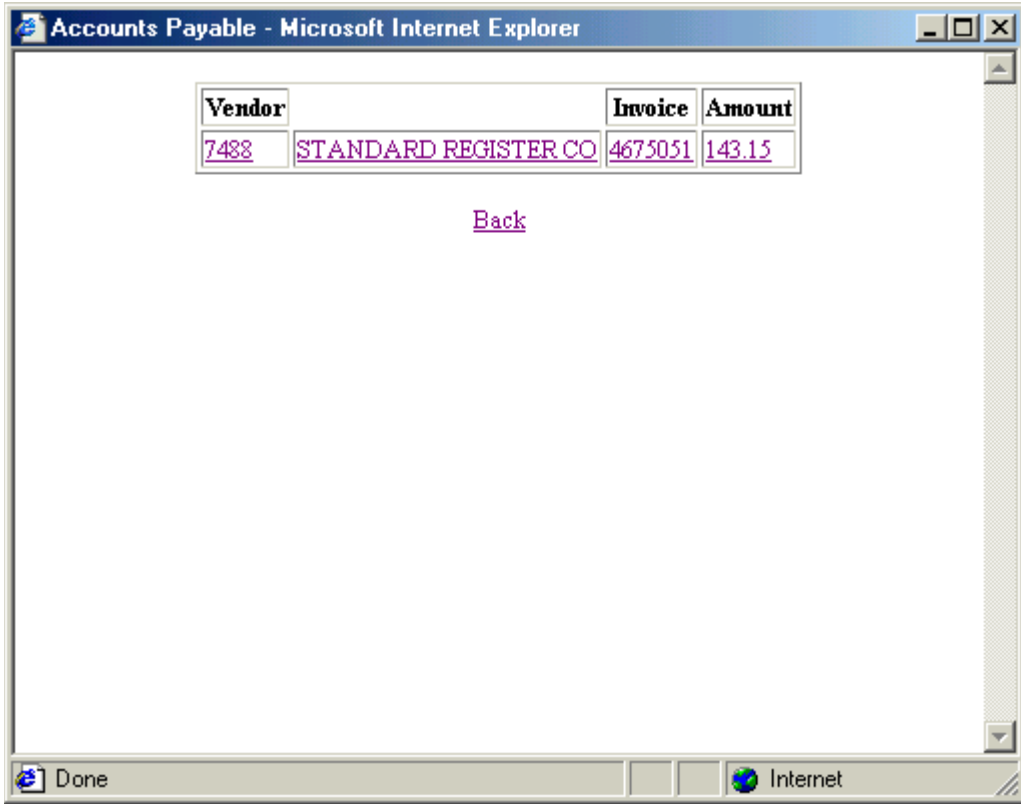 Accounts Payable - Microsoft Internet Explorer
Vendor Invoice Amount
7488 STANDARD REGISTER CO 4675051 143.15
Back
Done Internet